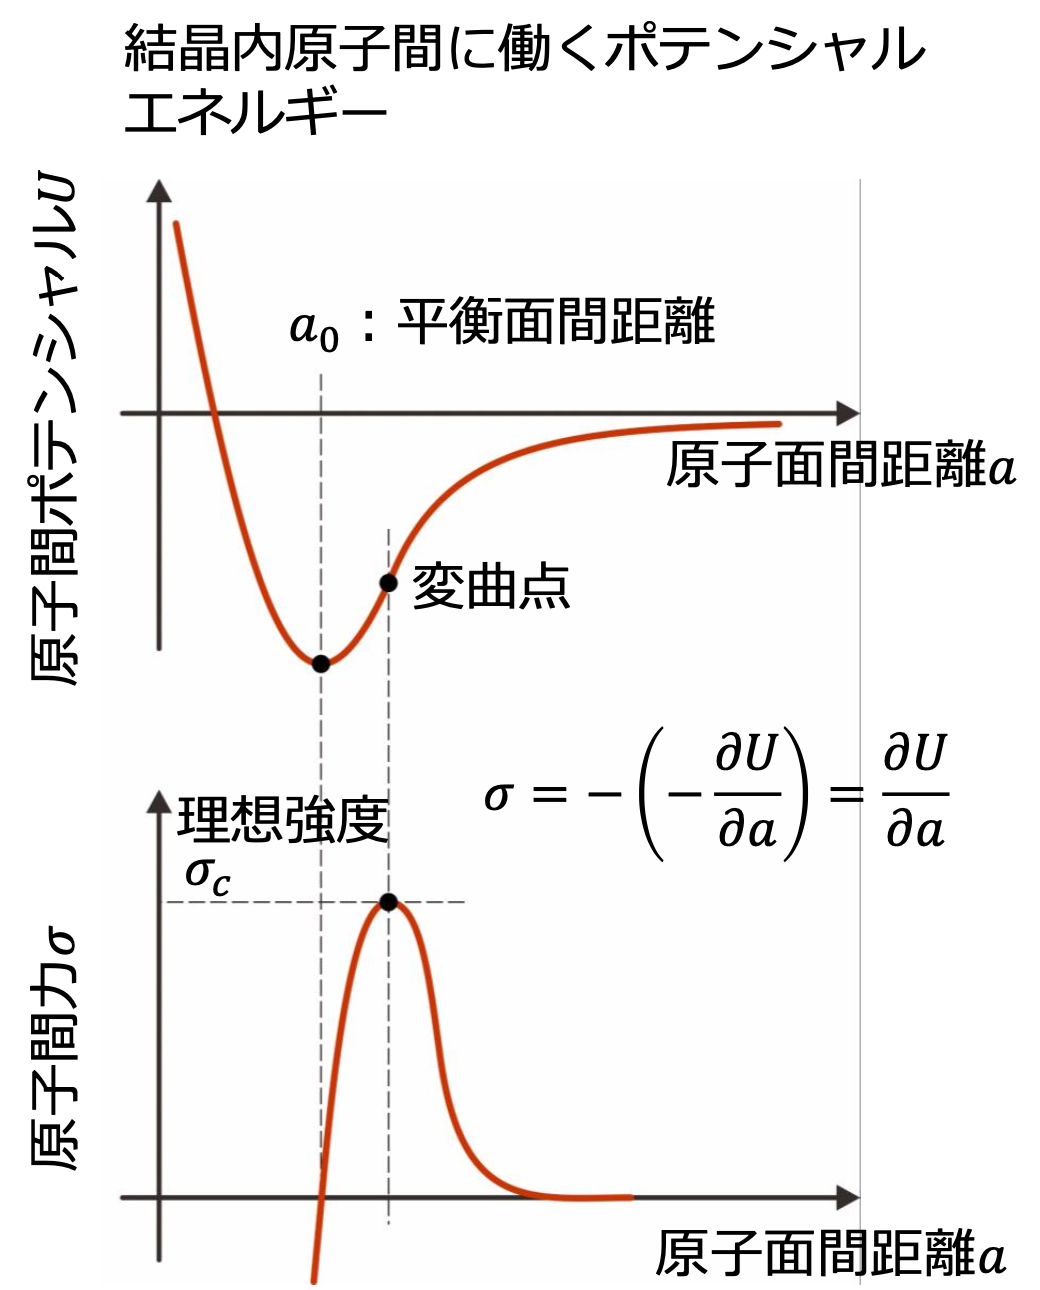 結晶内原子間に働くポテンシャル
エネルギー
原子間ポテンシャルU
a₀：平衡面間距離
原子面間距離a
変曲点
σ = −(−∂U/∂a) = ∂U/∂a
理想強度
σ_c
原子間力σ
原子面間距離a